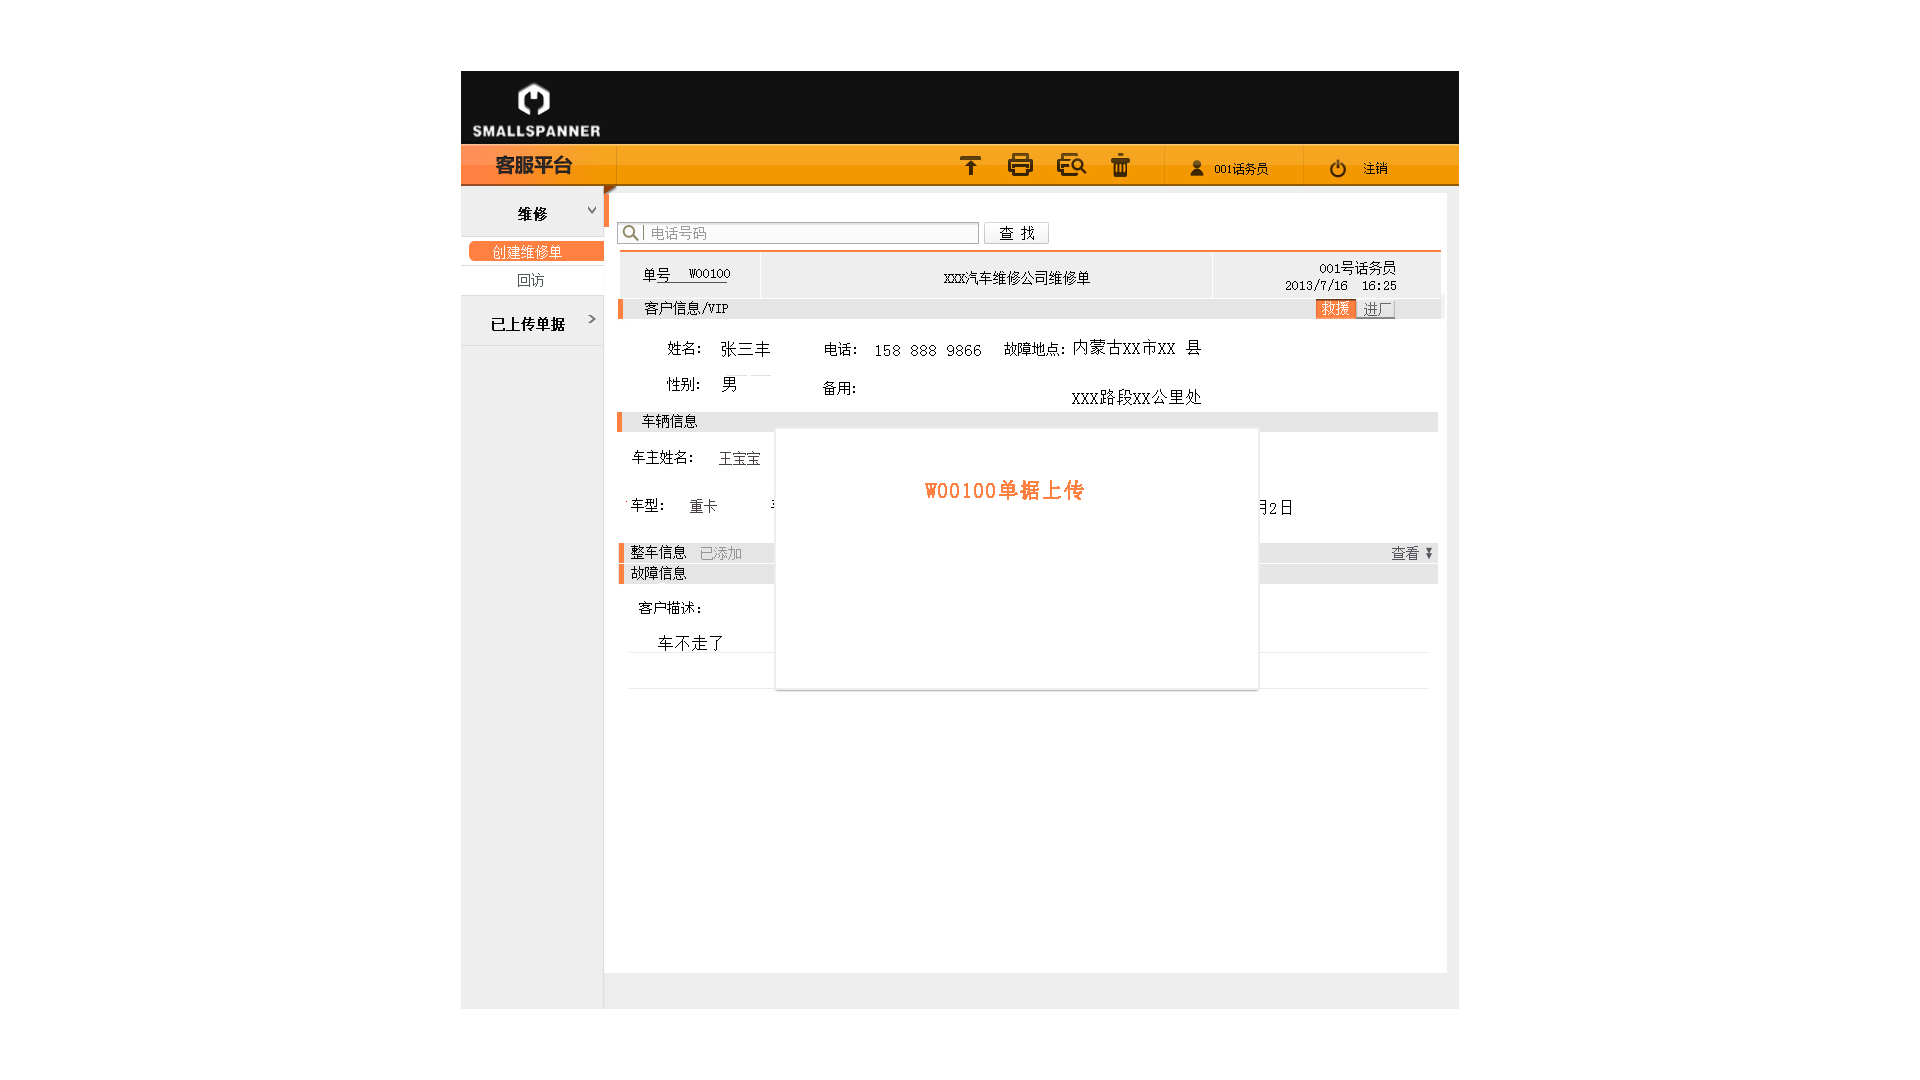 SMALLSPANNER
客服平台
001话务员
注销
维修
创建维修单
回访
已上传单据
电话号码
查 找
单号 W00100
XXX汽车维修公司维修单
001号话务员
2013/7/16 16:25
客户信息/VIP
救援
进厂
姓名: 张三丰
电话: 158 888 9866
故障地点: 内蒙古XX市XX 县
性别: 男
备用:
XXX路段XX公里处
车辆信息
车主姓名: 王宝宝
W00100单据上传
车型: 重卡
月2日
整车信息 已添加
查看
故障信息
客户描述:
车不走了